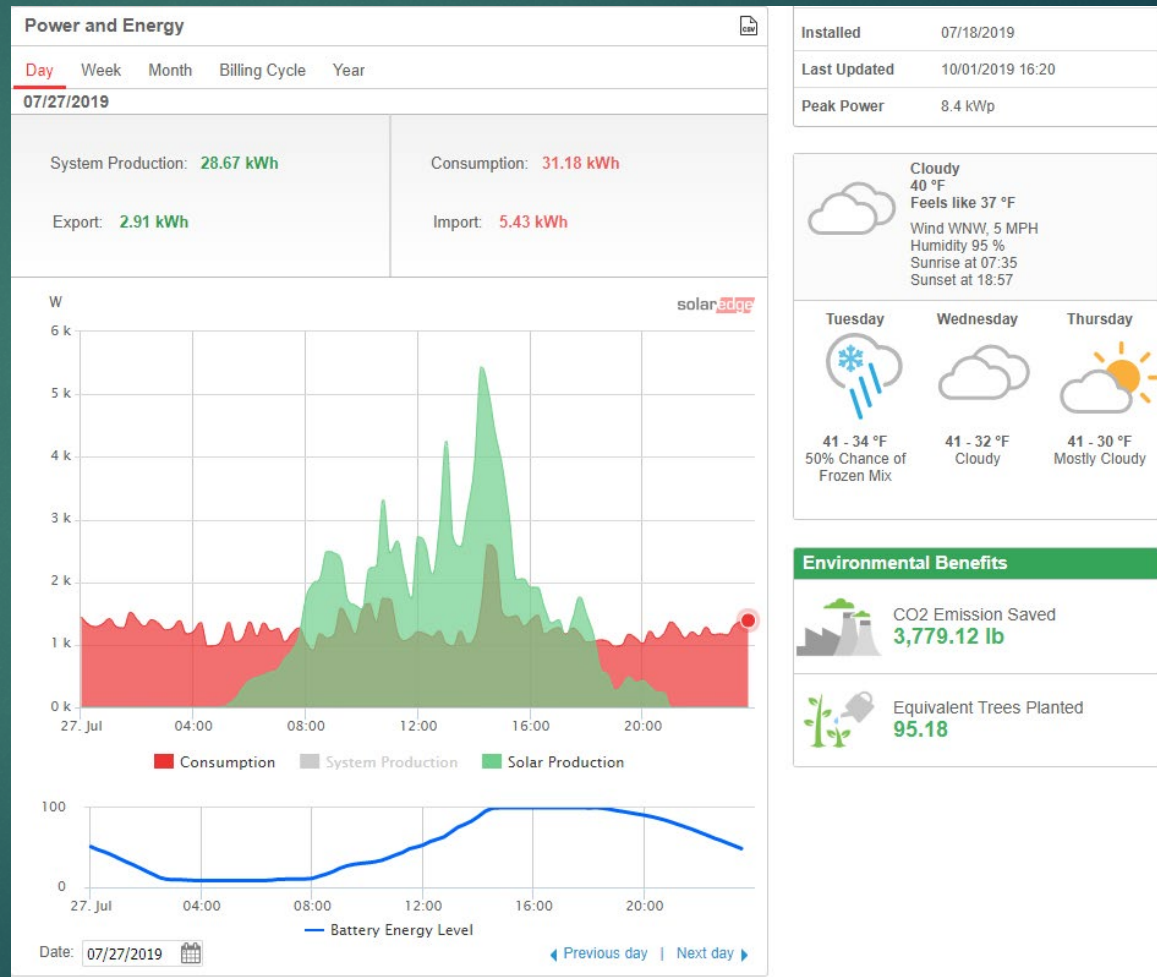 Power and Energy
CSV
Day Week Month Billing Cycle Year
07/27/2019
System Production: 28.67 kWh
Consumption: 31.18 kWh
Export: 2.91 kWh
Import: 5.43 kWh
W
solaredge
6 k
5 k
4 k
3 k
2 k
1 k
0 k
27. Jul 04:00 08:00 12:00 16:00 20:00
Consumption System Production Solar Production
100
0
27. Jul 04:00 08:00 12:00 16:00 20:00
Battery Energy Level
Date: 07/27/2019 Previous day | Next day
Installed 07/18/2019
Last Updated 10/01/2019 16:20
Peak Power 8.4 kWp
Cloudy
40 °F
Feels like 37 °F
Wind WNW, 5 MPH
Humidity 95 %
Sunrise at 07:35
Sunset at 18:57
Tuesday Wednesday Thursday
41 - 34 °F 41 - 32 °F 41 - 30 °F
50% Chance of Cloudy Mostly Cloudy
Frozen Mix
Environmental Benefits
CO2 Emission Saved
3,779.12 lb
Equivalent Trees Planted
95.18